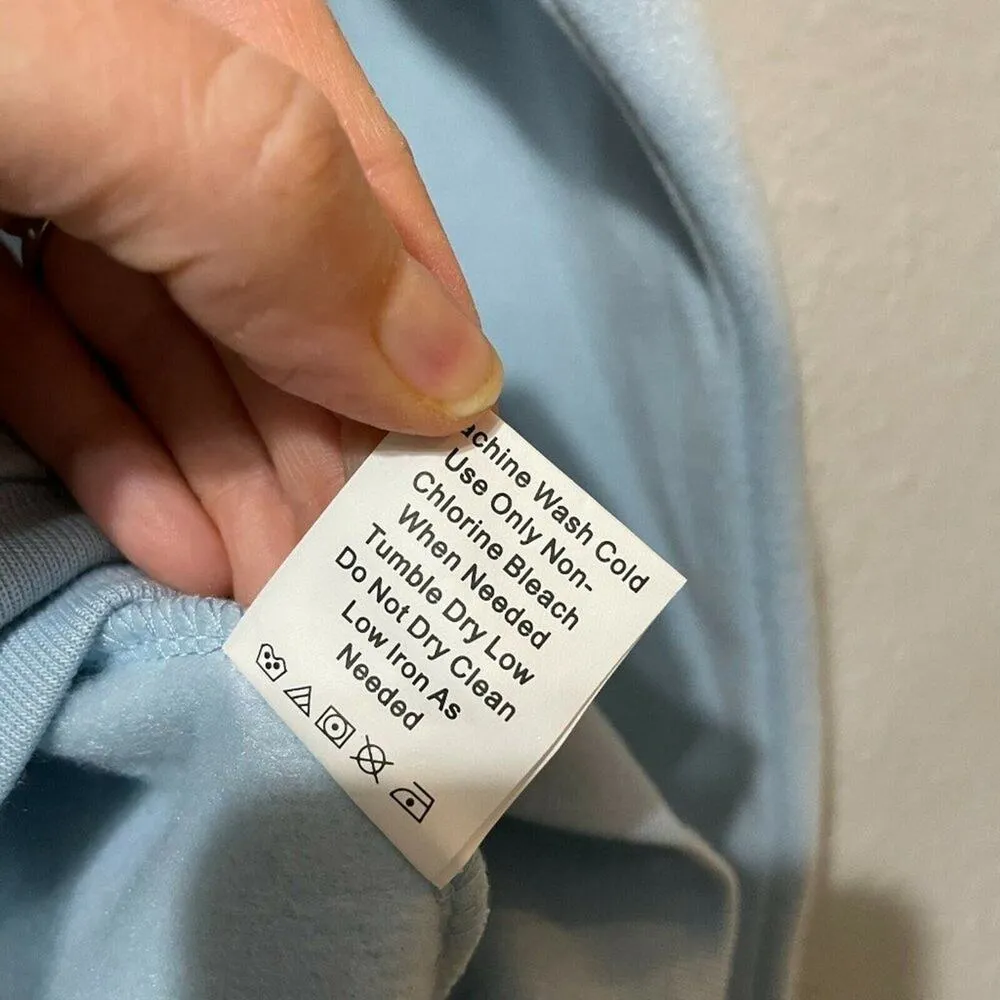 achine Wash Cold
Use Only Non-
Chlorine Bleach
When Needed
Tumble Dry Low
Do Not Dry Clean
Low Iron As
Needed